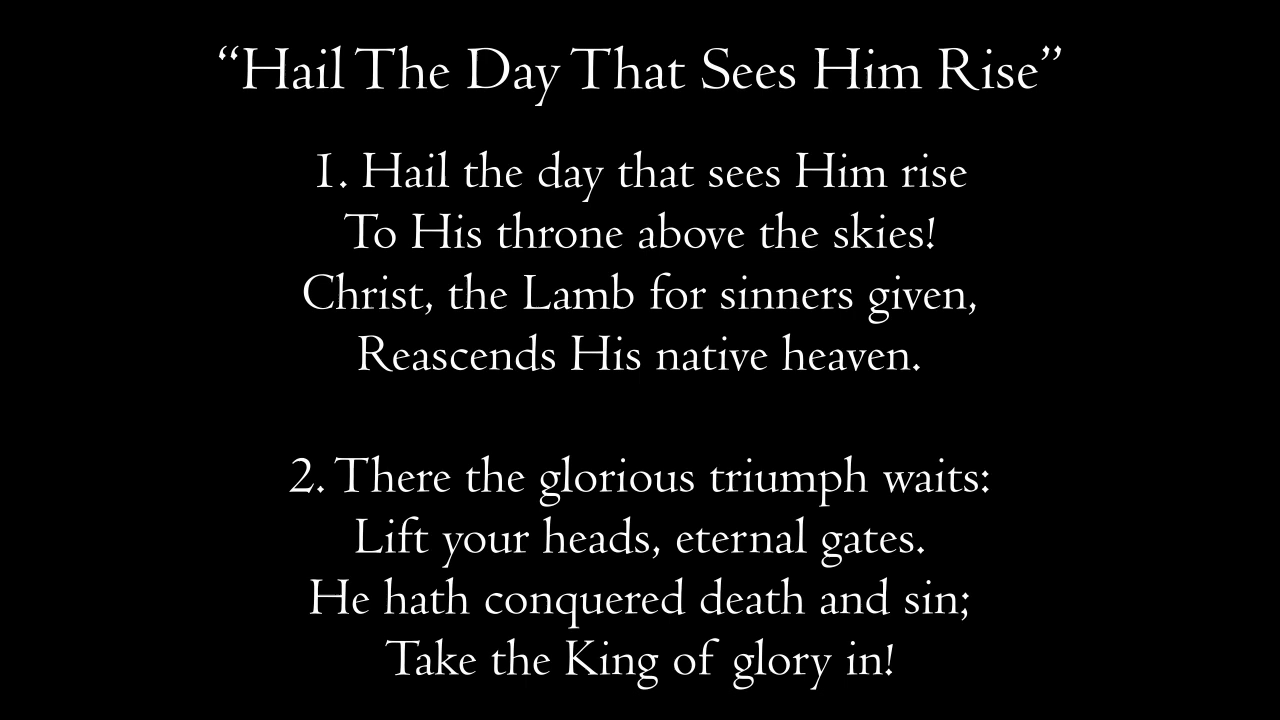 “Hail The Day That Sees Him Rise”
1. Hail the day that sees Him rise
To His throne above the skies!
Christ, the Lamb for sinners given,
Reascends His native heaven.
2. There the glorious triumph waits:
Lift your heads, eternal gates.
He hath conquered death and sin;
Take the King of glory in!